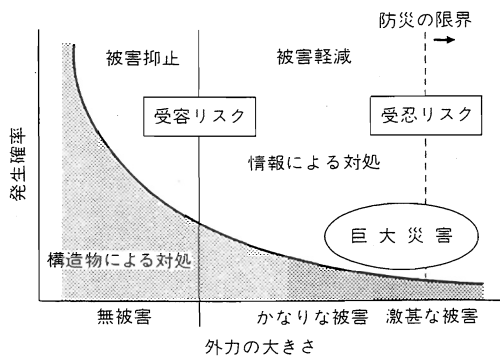 防災の限界
被害抑止
被害軽減
受容リスク
受忍リスク
情報による対処
発生確率
巨大災害
構造物による対処
無被害
かなりな被害
激甚な被害
外力の大きさ